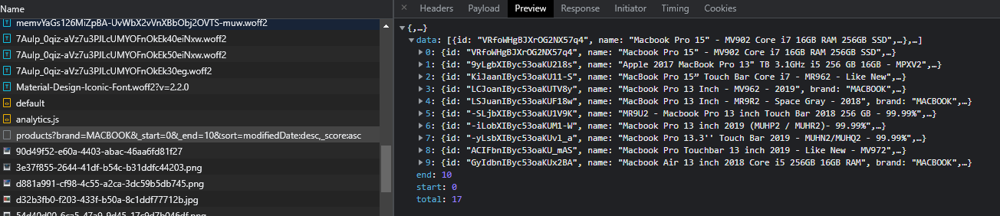 Name
memvYaGs126MiZpBA-UvWbX2vVnXBbObj2OVTS-muw.woff2
7Aulp_0qiz-aVz7u3PJLcUMYOFnOkEk40eiNxw.woff2
7Aulp_0qiz-aVz7u3PJLcUMYOFnOkEk50eiNxw.woff2
7Aulp_0qiz-aVz7u3PJLcUMYOFnOkEk30eg.woff2
Material-Design-Iconic-Font.woff2?v=2.2.0
default
analytics.js
products?brand=MACBOOK&_start=0&_end=10&sort=modifiedDate:desc,_score:asc
90d49f52-e60a-4403-abac-46aa6fd81f27
3e37f855-2644-41df-b54c-b31ddfc44203.png
d881a991-cf98-4c55-a2ca-3dc59b5db745.png
d32b3fb0-f203-433f-b50a-8c1ddf77712b.jpg
54d40d00-6ca5-47a9-9d45-17c9d7b046df.png
Headers Payload Preview Response Initiator Timing Cookies
{,…}
data: [{id: "VRfoWHgBJXrOG2NX57q4", name: "Macbook Pro 15" - MV902 Core i7 16GB RAM 256GB SSD",…},…]
0: {id: "VRfoWHgBJXrOG2NX57q4", name: "Macbook Pro 15" - MV902 Core i7 16GB RAM 256GB SSD",…}
1: {id: "9yLgbXIByc53oaKU2l8s", name: "Apple 2017 MacBook Pro 13" TB 3.1GHz i5 256 GB 16GB - MPXV2",…}
2: {id: "KiJaanIByc53oaKU11-S", name: "MacBook Pro 15” Touch Bar Core i7 - MR962 - Like New",…}
3: {id: "LCJoanIByc53oaKUTV8y", name: "MacBook Pro 13 Inch - MV962 - 2019", brand: "MACBOOK",…}
4: {id: "LSJuanIByc53oaKUF18w", name: "MacBook Pro 13 Inch - MR9R2 - Space Gray - 2018", brand: "MACBOOK",…}
5: {id: "-SLjbXIByc53oaKU1V9K", name: "MR9U2 - Macbook Pro 13 inch Touch Bar 2018 256 GB - 99.99%",…}
6: {id: "-iLobXIByc53oaKUM1-W", name: "Macbook Pro 13 inch 2019 (MUHP2 / MUHR2)- 99.99%",…}
7: {id: "-yLsbXIByc53oaKUvl_a", name: "Macbook Pro 13.3'' Touch Bar 2019 - MUHN2/MUHQ2 - 99.99%",…}
8: {id: "ACIFbnIByc53oaKU_mAS", name: "Macbook Pro Touchbar 13 inch 2019 - Like New - MV972",…}
9: {id: "GyIdbnIByc53oaKUx2BA", name: "Macbook Air 13 inch 2018 Core i5 256GB 16GB RAM", brand: "MACBOOK",…}
end: 10
start: 0
total: 17